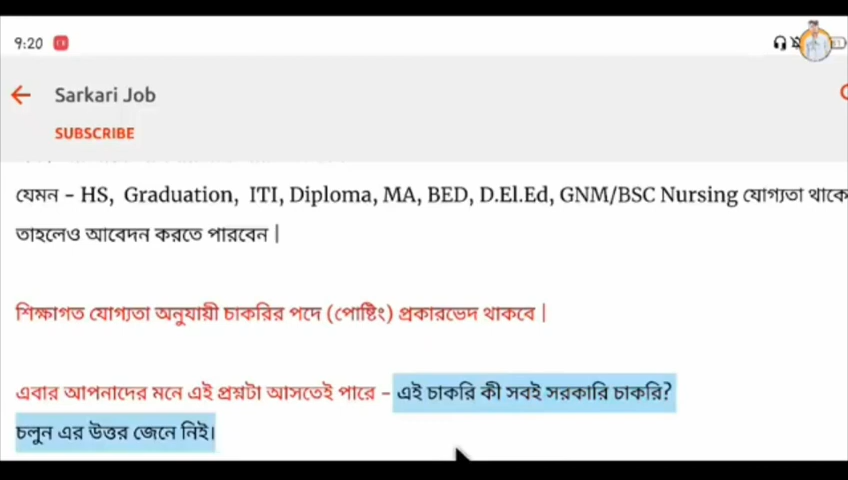 9:20
Sarkari Job
SUBSCRIBE
যেমন - HS, Graduation, ITI, Diploma, MA, BED, D.El.Ed, GNM/BSC Nursing যোগ্যতা থাকে
তাহলেও আবেদন করতে পারবেন |
শিক্ষাগত যোগ্যতা অনুযায়ী চাকরির পদে (পোষ্টিং) প্রকারভেদ থাকবে |
এবার আপনাদের মনে এই প্রশ্নটা আসতেই পারে - এই চাকরি কী সবই সরকারি চাকরি?
চলুন এর উত্তর জেনে নিই।